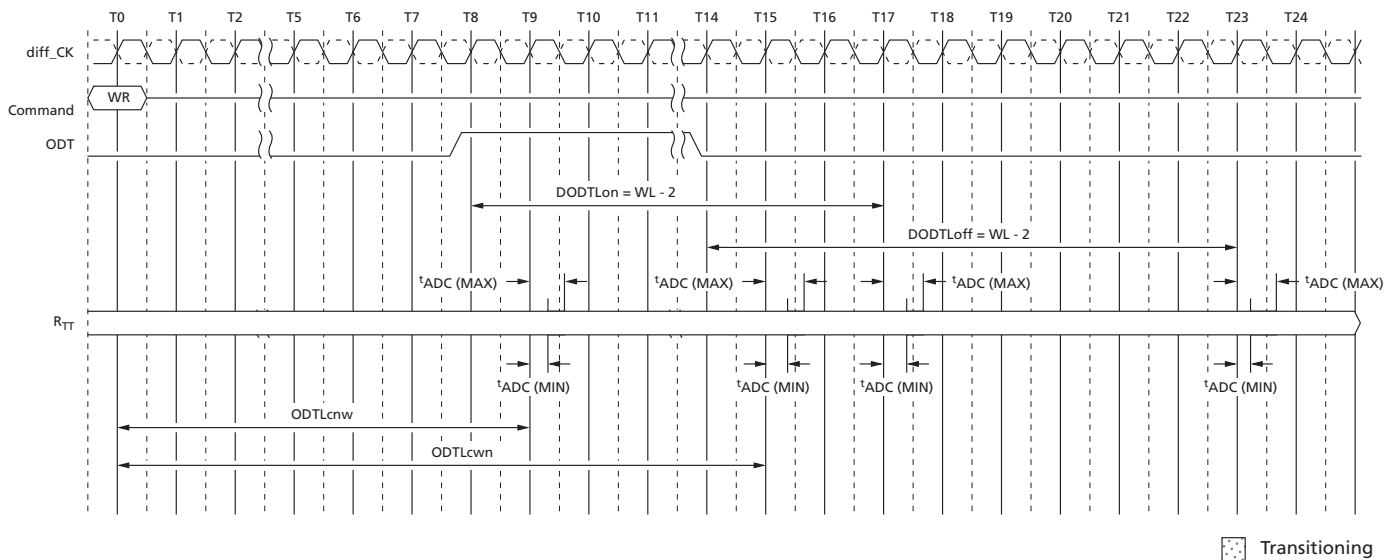 T0 T1 T2 T5 T6 T7 T8 T9 T10 T11 T14 T15 T16 T17 T18 T19 T20 T21 T22 T23 T24
diff_CK
WR
Command
ODT
DODTLon = WL - 2
DODTLoff = WL - 2
tADC (MAX) tADC (MAX) tADC (MAX) tADC (MAX)
RTT
tADC (MIN) tADC (MIN) tADC (MIN) tADC (MIN)
ODTLcnw
ODTLcwn
Transitioning